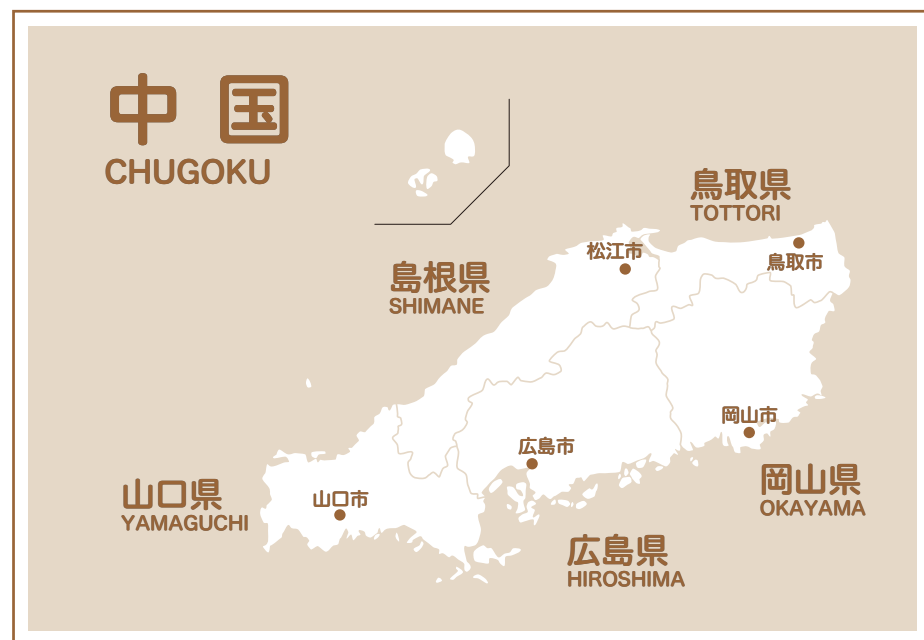 中国
CHUGOKU
鳥取県
TOTTORI
松江市
鳥取市
島根県
SHIMANE
岡山市
広島市
山口県
YAMAGUCHI
山口市
岡山県
OKAYAMA
広島県
HIROSHIMA